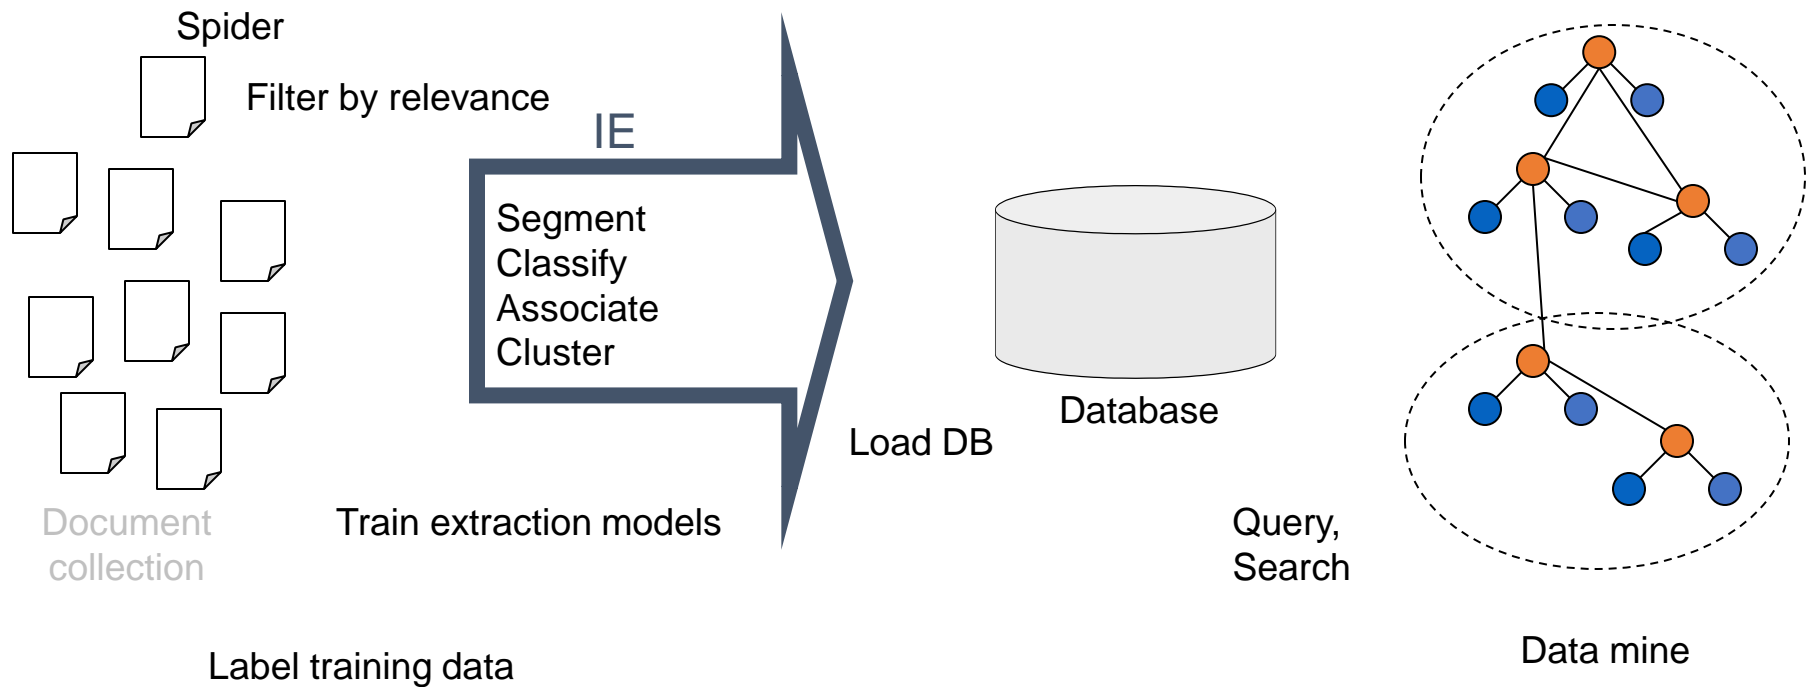 Spider
Filter by relevance
IE
Segment
Classify
Associate
Cluster
Database
Load DB
Document
collection
Train extraction models
Query,
Search
Label training data
Data mine